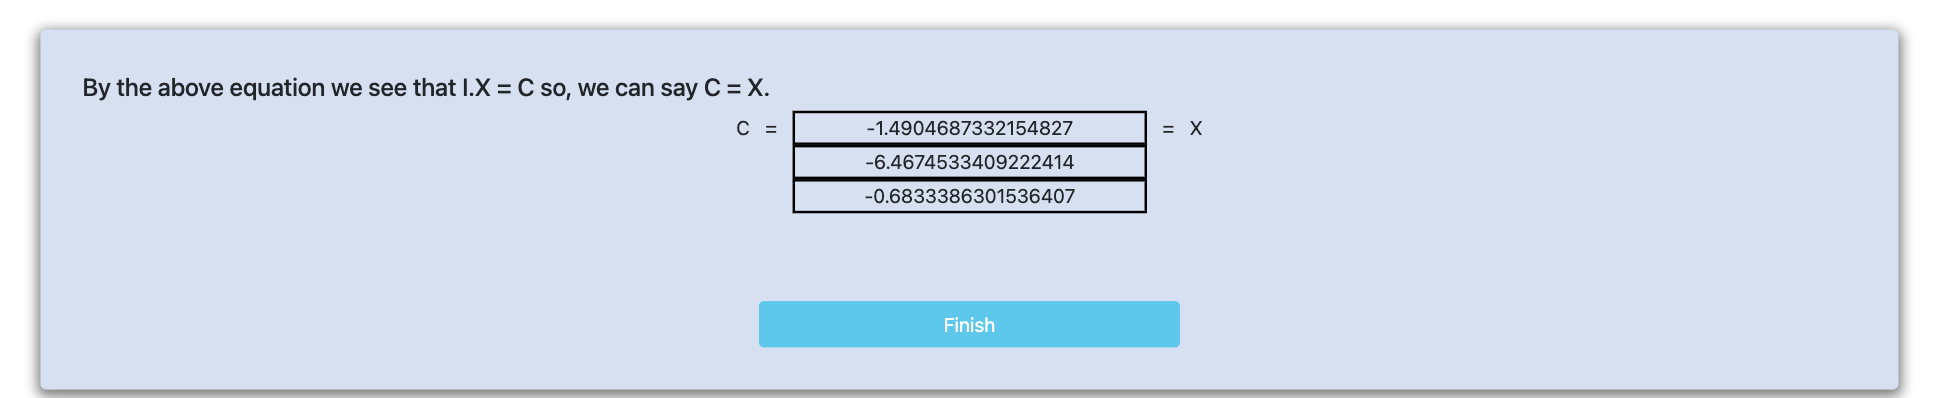 By the above equation we see that I.X = C so, we can say C = X.
C = -1.4904687332154827 = X
-6.4674533409222414
-0.6833386301536407
Finish